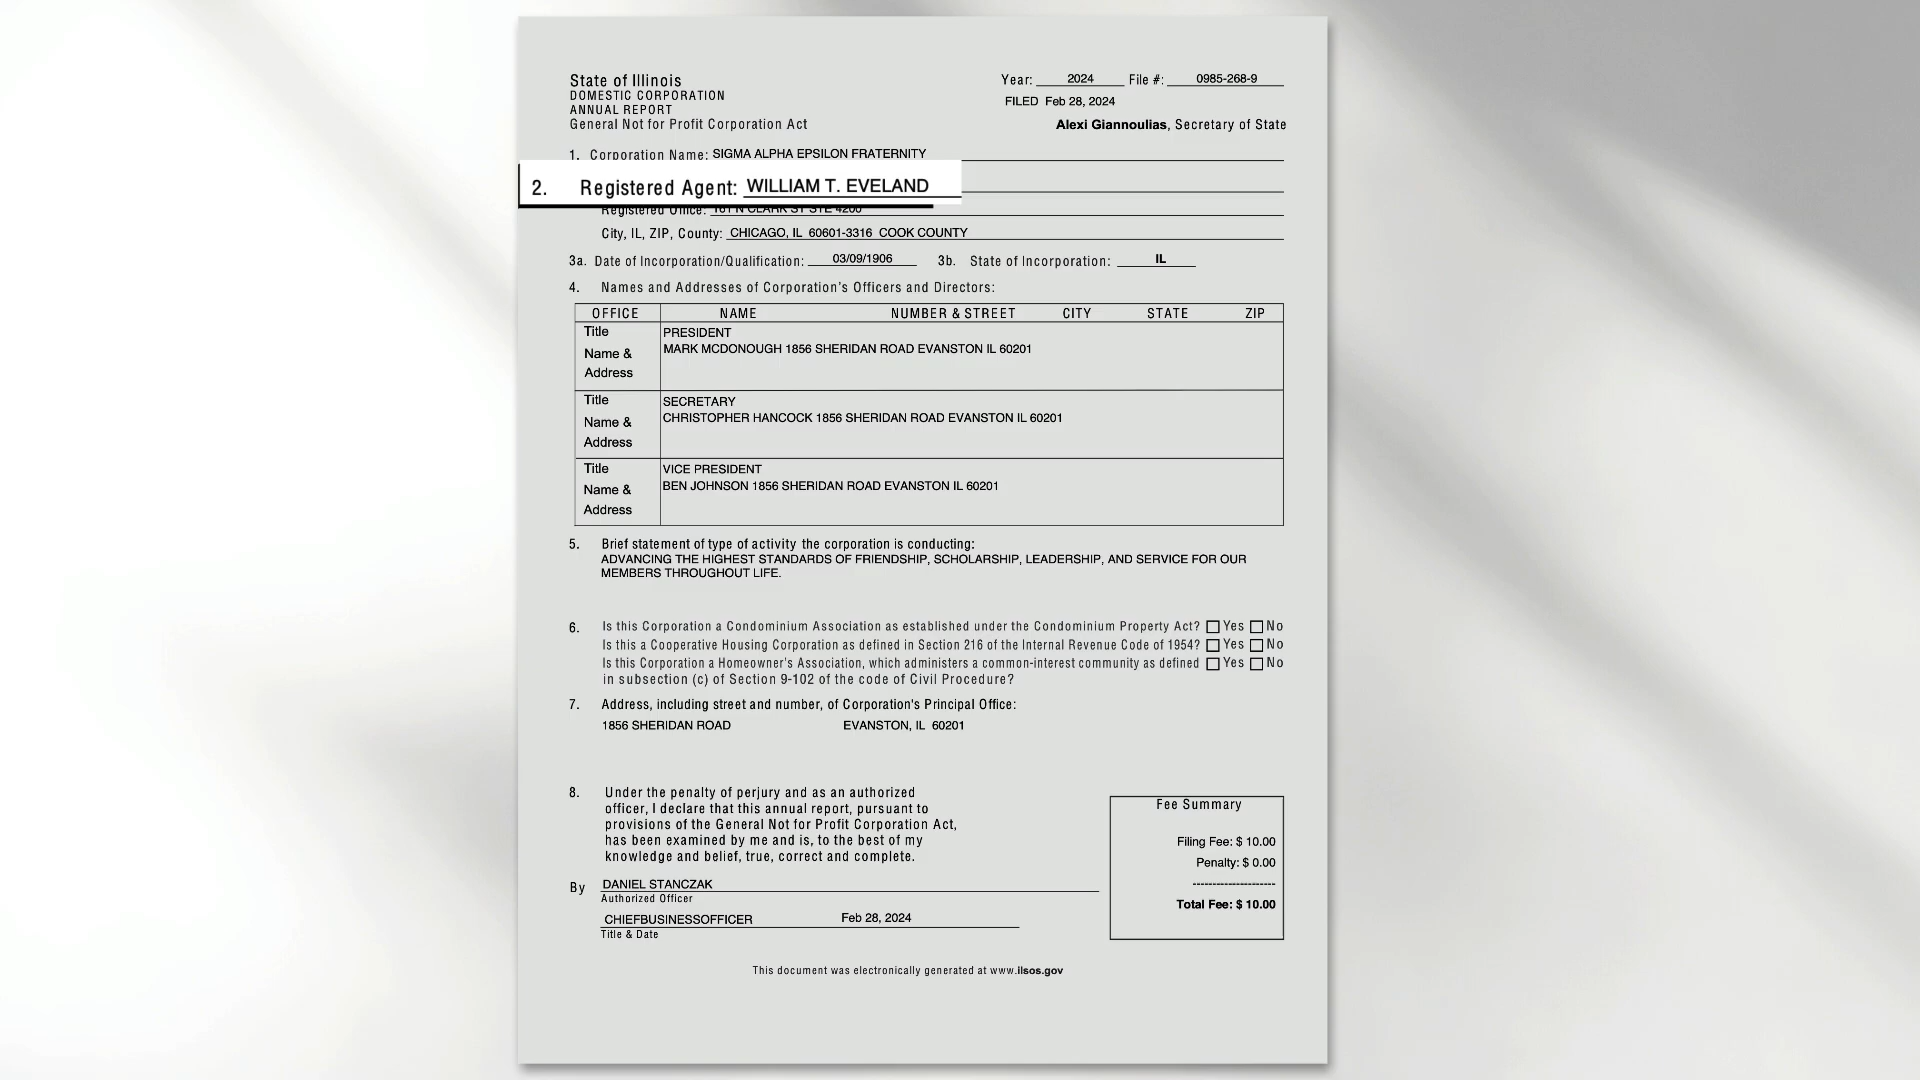 State of Illinois
DOMESTIC CORPORATION
ANNUAL REPORT
General Not for Profit Corporation Act
Year: 2024 File #: 0985-268-9
FILED Feb 28, 2024
Alexi Giannoulias, Secretary of State
1. Corporation Name: SIGMA ALPHA EPSILON FRATERNITY
2. Registered Agent: WILLIAM T. EVELAND
Registered Office: 161 N CLARK ST STE 4200
City, IL, ZIP, County: CHICAGO, IL 60601-3316 COOK COUNTY
3a. Date of Incorporation/Qualification: 03/09/1906 3b. State of Incorporation: IL
4. Names and Addresses of Corporation's Officers and Directors:
OFFICE NAME NUMBER & STREET CITY STATE ZIP
Title PRESIDENT
Name & MARK MCDONOUGH 1856 SHERIDAN ROAD EVANSTON IL 60201
Address
Title SECRETARY
Name & CHRISTOPHER HANCOCK 1856 SHERIDAN ROAD EVANSTON IL 60201
Address
Title VICE PRESIDENT
Name & BEN JOHNSON 1856 SHERIDAN ROAD EVANSTON IL 60201
Address
5. Brief statement of type of activity the corporation is conducting:
ADVANCING THE HIGHEST STANDARDS OF FRIENDSHIP, SCHOLARSHIP, LEADERSHIP, AND SERVICE FOR OUR
MEMBERS THROUGHOUT LIFE.
6. Is this Corporation a Condominium Association as established under the Condominium Property Act? Yes No
Is this a Cooperative Housing Corporation as defined in Section 216 of the Internal Revenue Code of 1954? Yes No
Is this Corporation a Homeowner's Association, which administers a common-interest community as defined Yes No
in subsection (c) of Section 9-102 of the code of Civil Procedure?
7. Address, including street and number, of Corporation's Principal Office:
1856 SHERIDAN ROAD EVANSTON, IL 60201
8. Under the penalty of perjury and as an authorized
officer, I declare that this annual report, pursuant to
provisions of the General Not for Profit Corporation Act,
has been examined by me and is, to the best of my
knowledge and belief, true, correct and complete.
By DANIEL STANCZAK
Authorized Officer
CHIEFBUSINESSOFFICER Feb 28, 2024
Title & Date
Fee Summary
Filing Fee: $ 10.00
Penalty: $ 0.00
---------------------
Total Fee: $ 10.00
This document was electronically generated at www.ilsos.gov